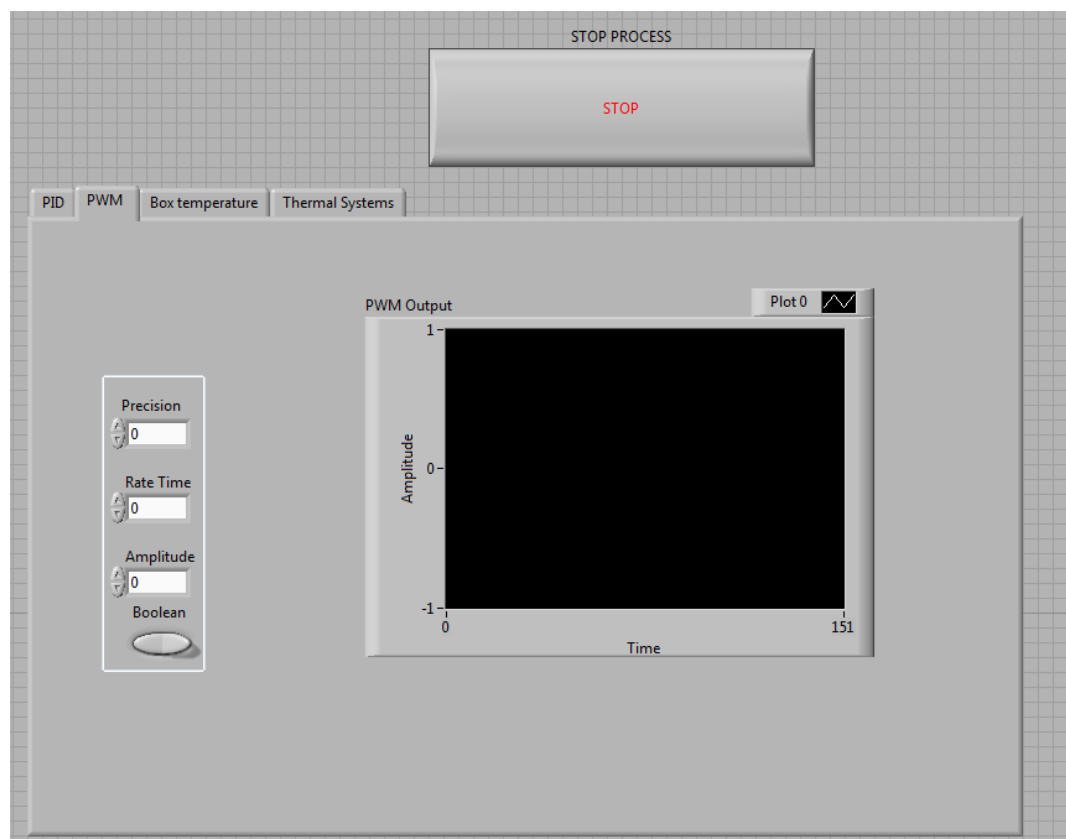 STOP PROCESS
STOP
PID PWM Box temperature Thermal Systems
PWM Output
Plot 0
Precision
0
Rate Time
0
Amplitude
0
Boolean
Amplitude
1
0
-1
0
151
Time